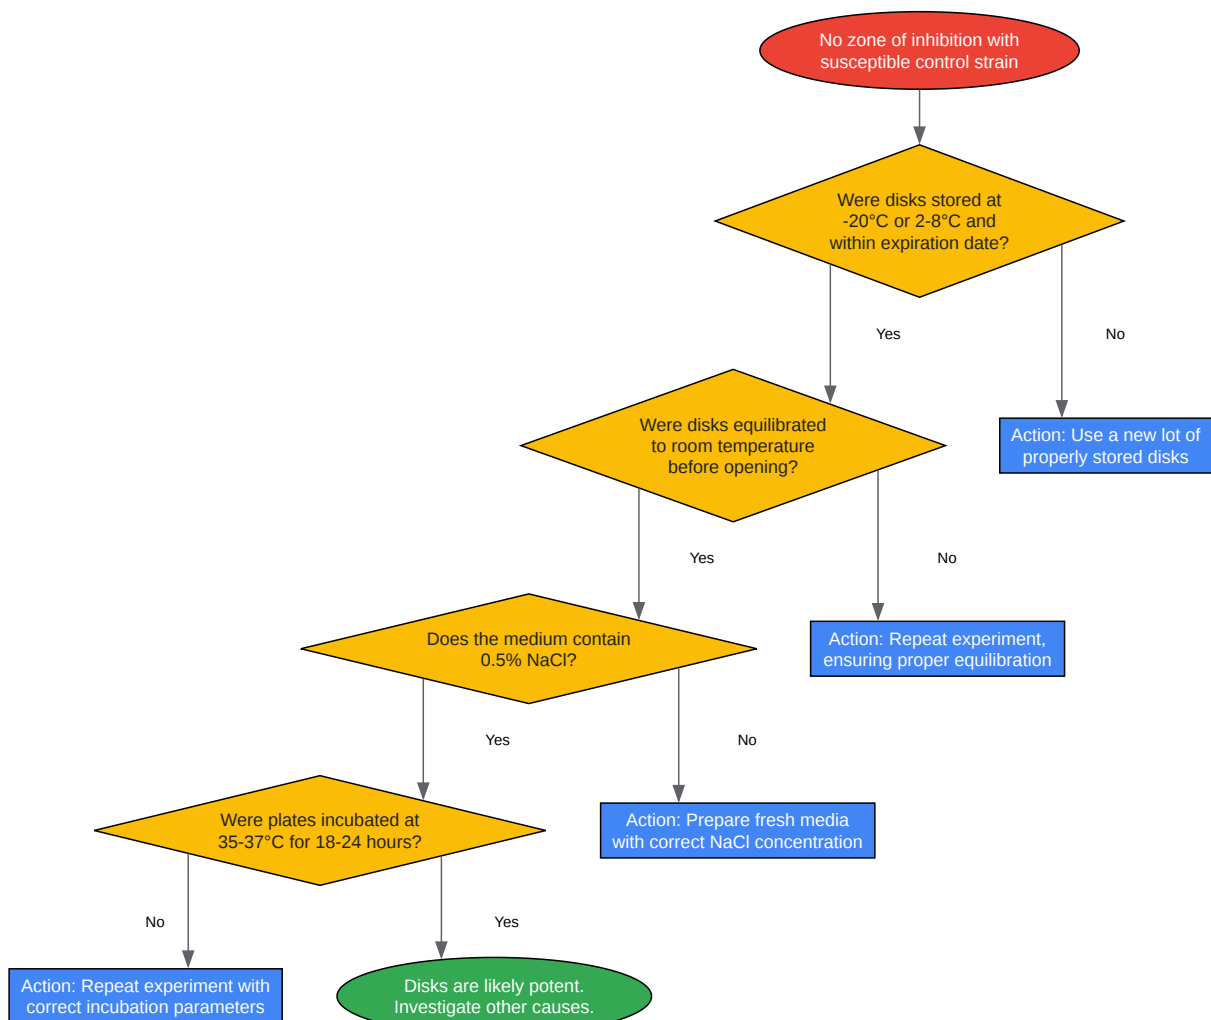 No zone of inhibition with
susceptible control strain
Were disks stored at
-20°C or 2-8°C and
within expiration date?
Yes
No
Were disks equilibrated
to room temperature
before opening?
Action: Use a new lot of
properly stored disks
Yes
No
Does the medium contain
0.5% NaCl?
Action: Repeat experiment,
ensuring proper equilibration
Yes
No
Were plates incubated at
35-37°C for 18-24 hours?
Action: Prepare fresh media
with correct NaCl concentration
No
Yes
Action: Repeat experiment with
correct incubation parameters
Disks are likely potent.
Investigate other causes.